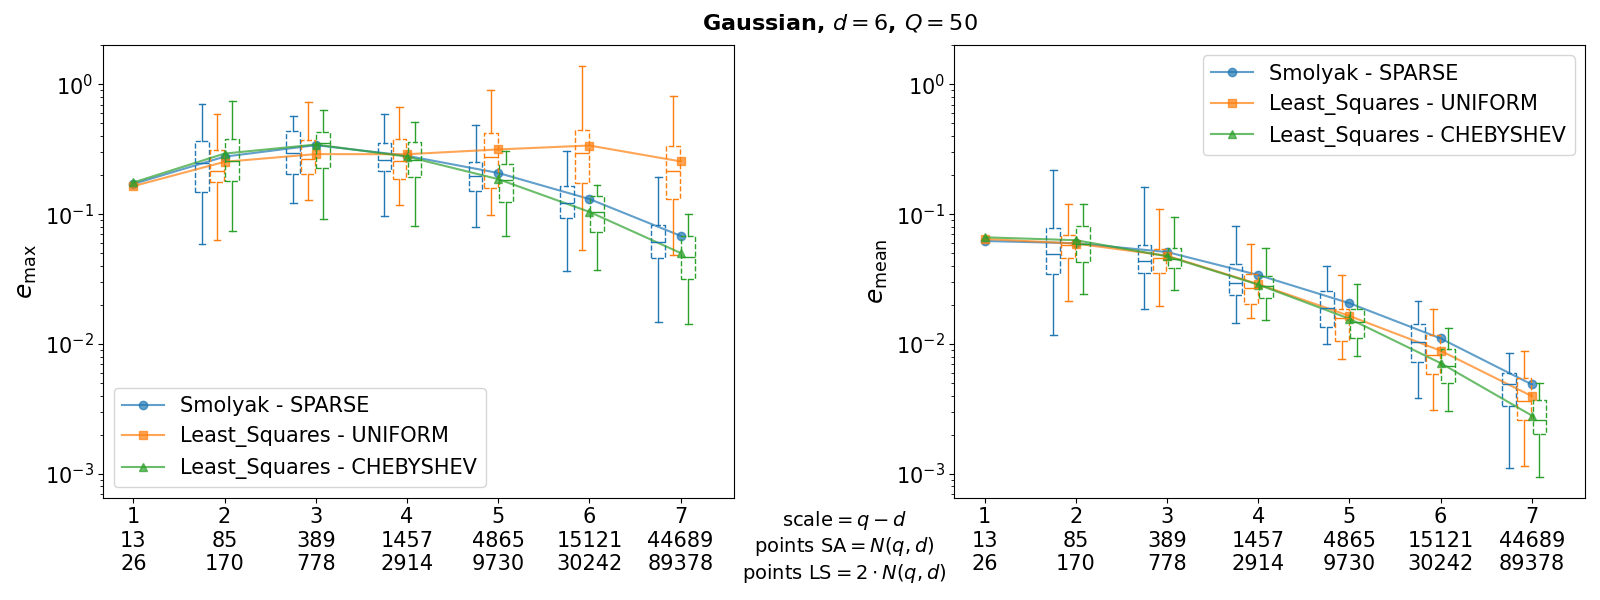 Gaussian, d = 6, Q = 50
e_max
10^0
10^-1
10^-2
10^-3
Smolyak - SPARSE
Least_Squares - UNIFORM
Least_Squares - CHEBYSHEV
1 2 3 4 5 6 7
13 85 389 1457 4865 15121 44689
26 170 778 2914 9730 30242 89378
scale = q − d
points SA = N(q, d)
points LS = 2 · N(q, d)
e_mean
10^0
10^-1
10^-2
10^-3
Smolyak - SPARSE
Least_Squares - UNIFORM
Least_Squares - CHEBYSHEV
1 2 3 4 5 6 7
13 85 389 1457 4865 15121 44689
26 170 778 2914 9730 30242 89378